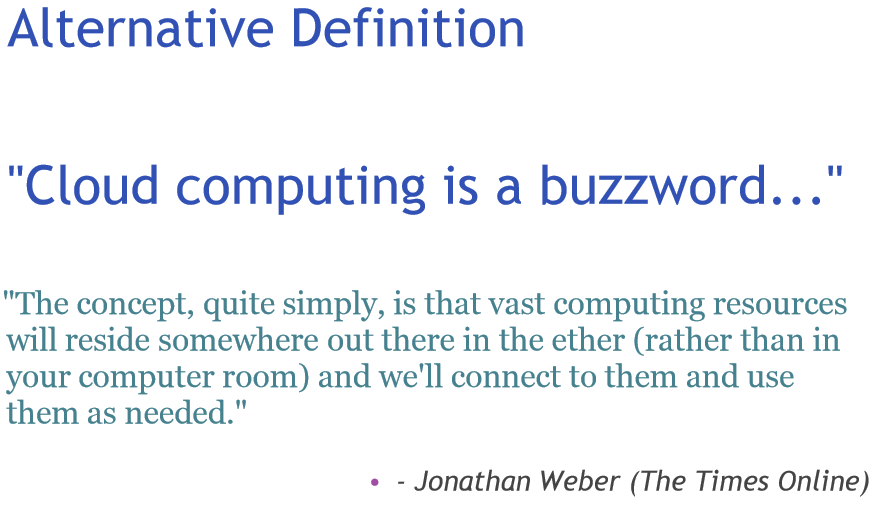 Alternative Definition
"Cloud computing is a buzzword..."
"The concept, quite simply, is that vast computing resources
will reside somewhere out there in the ether (rather than in
your computer room) and we'll connect to them and use
them as needed."
• - Jonathan Weber (The Times Online)